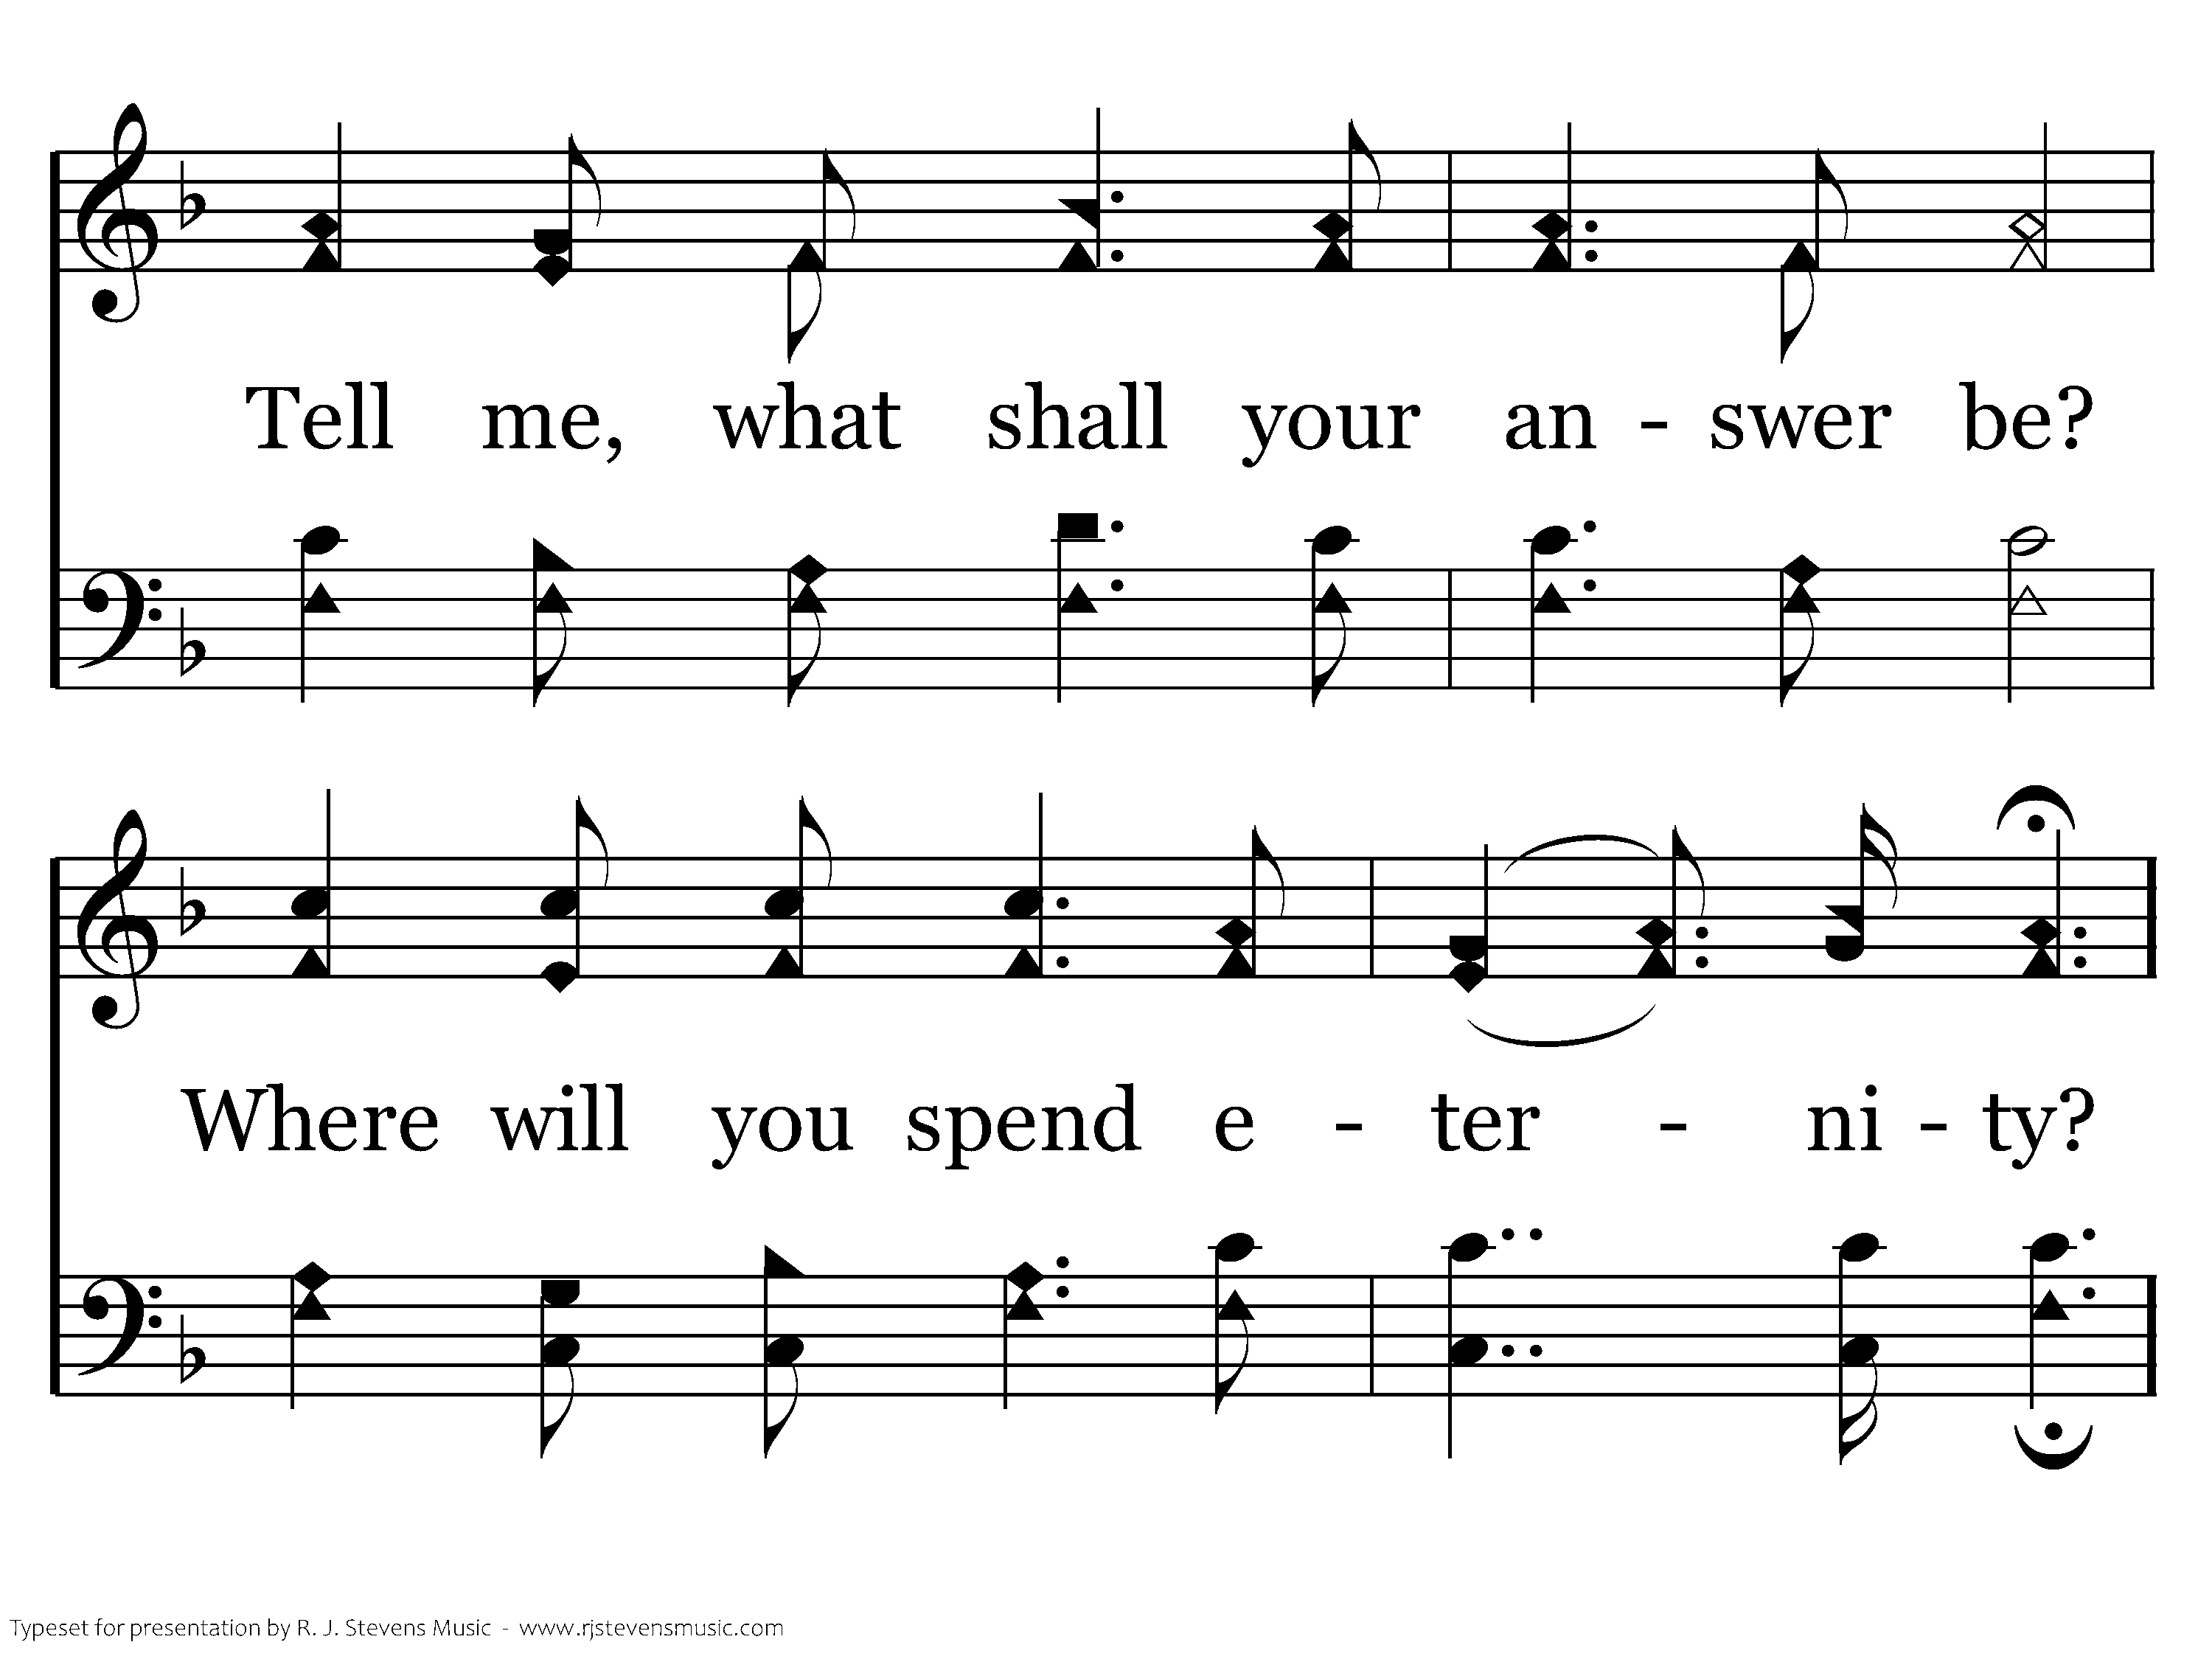 Tell me, what shall your an - swer be?
Where will you spend e - ter - ni - ty?
Typeset for presentation by R. J. Stevens Music - www.rjstevensmusic.com